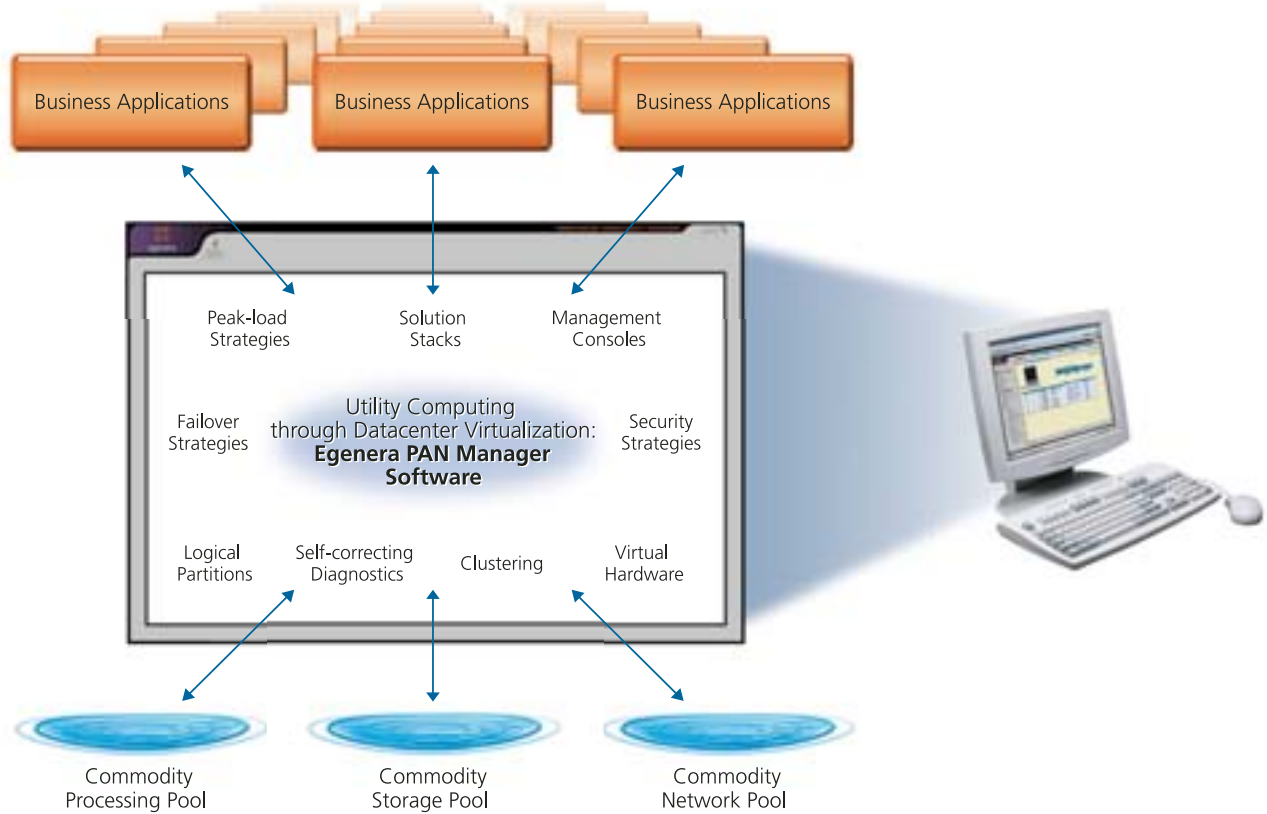 Business Applications
Business Applications
Business Applications
Peak-load
Strategies
Solution
Stacks
Management
Consoles
Failover
Strategies
Utility Computing
through Datacenter Virtualization:
Egenera PAN Manager
Software
Security
Strategies
Logical
Partitions
Self-correcting
Diagnostics
Clustering
Virtual
Hardware
Commodity
Processing Pool
Commodity
Storage Pool
Commodity
Network Pool